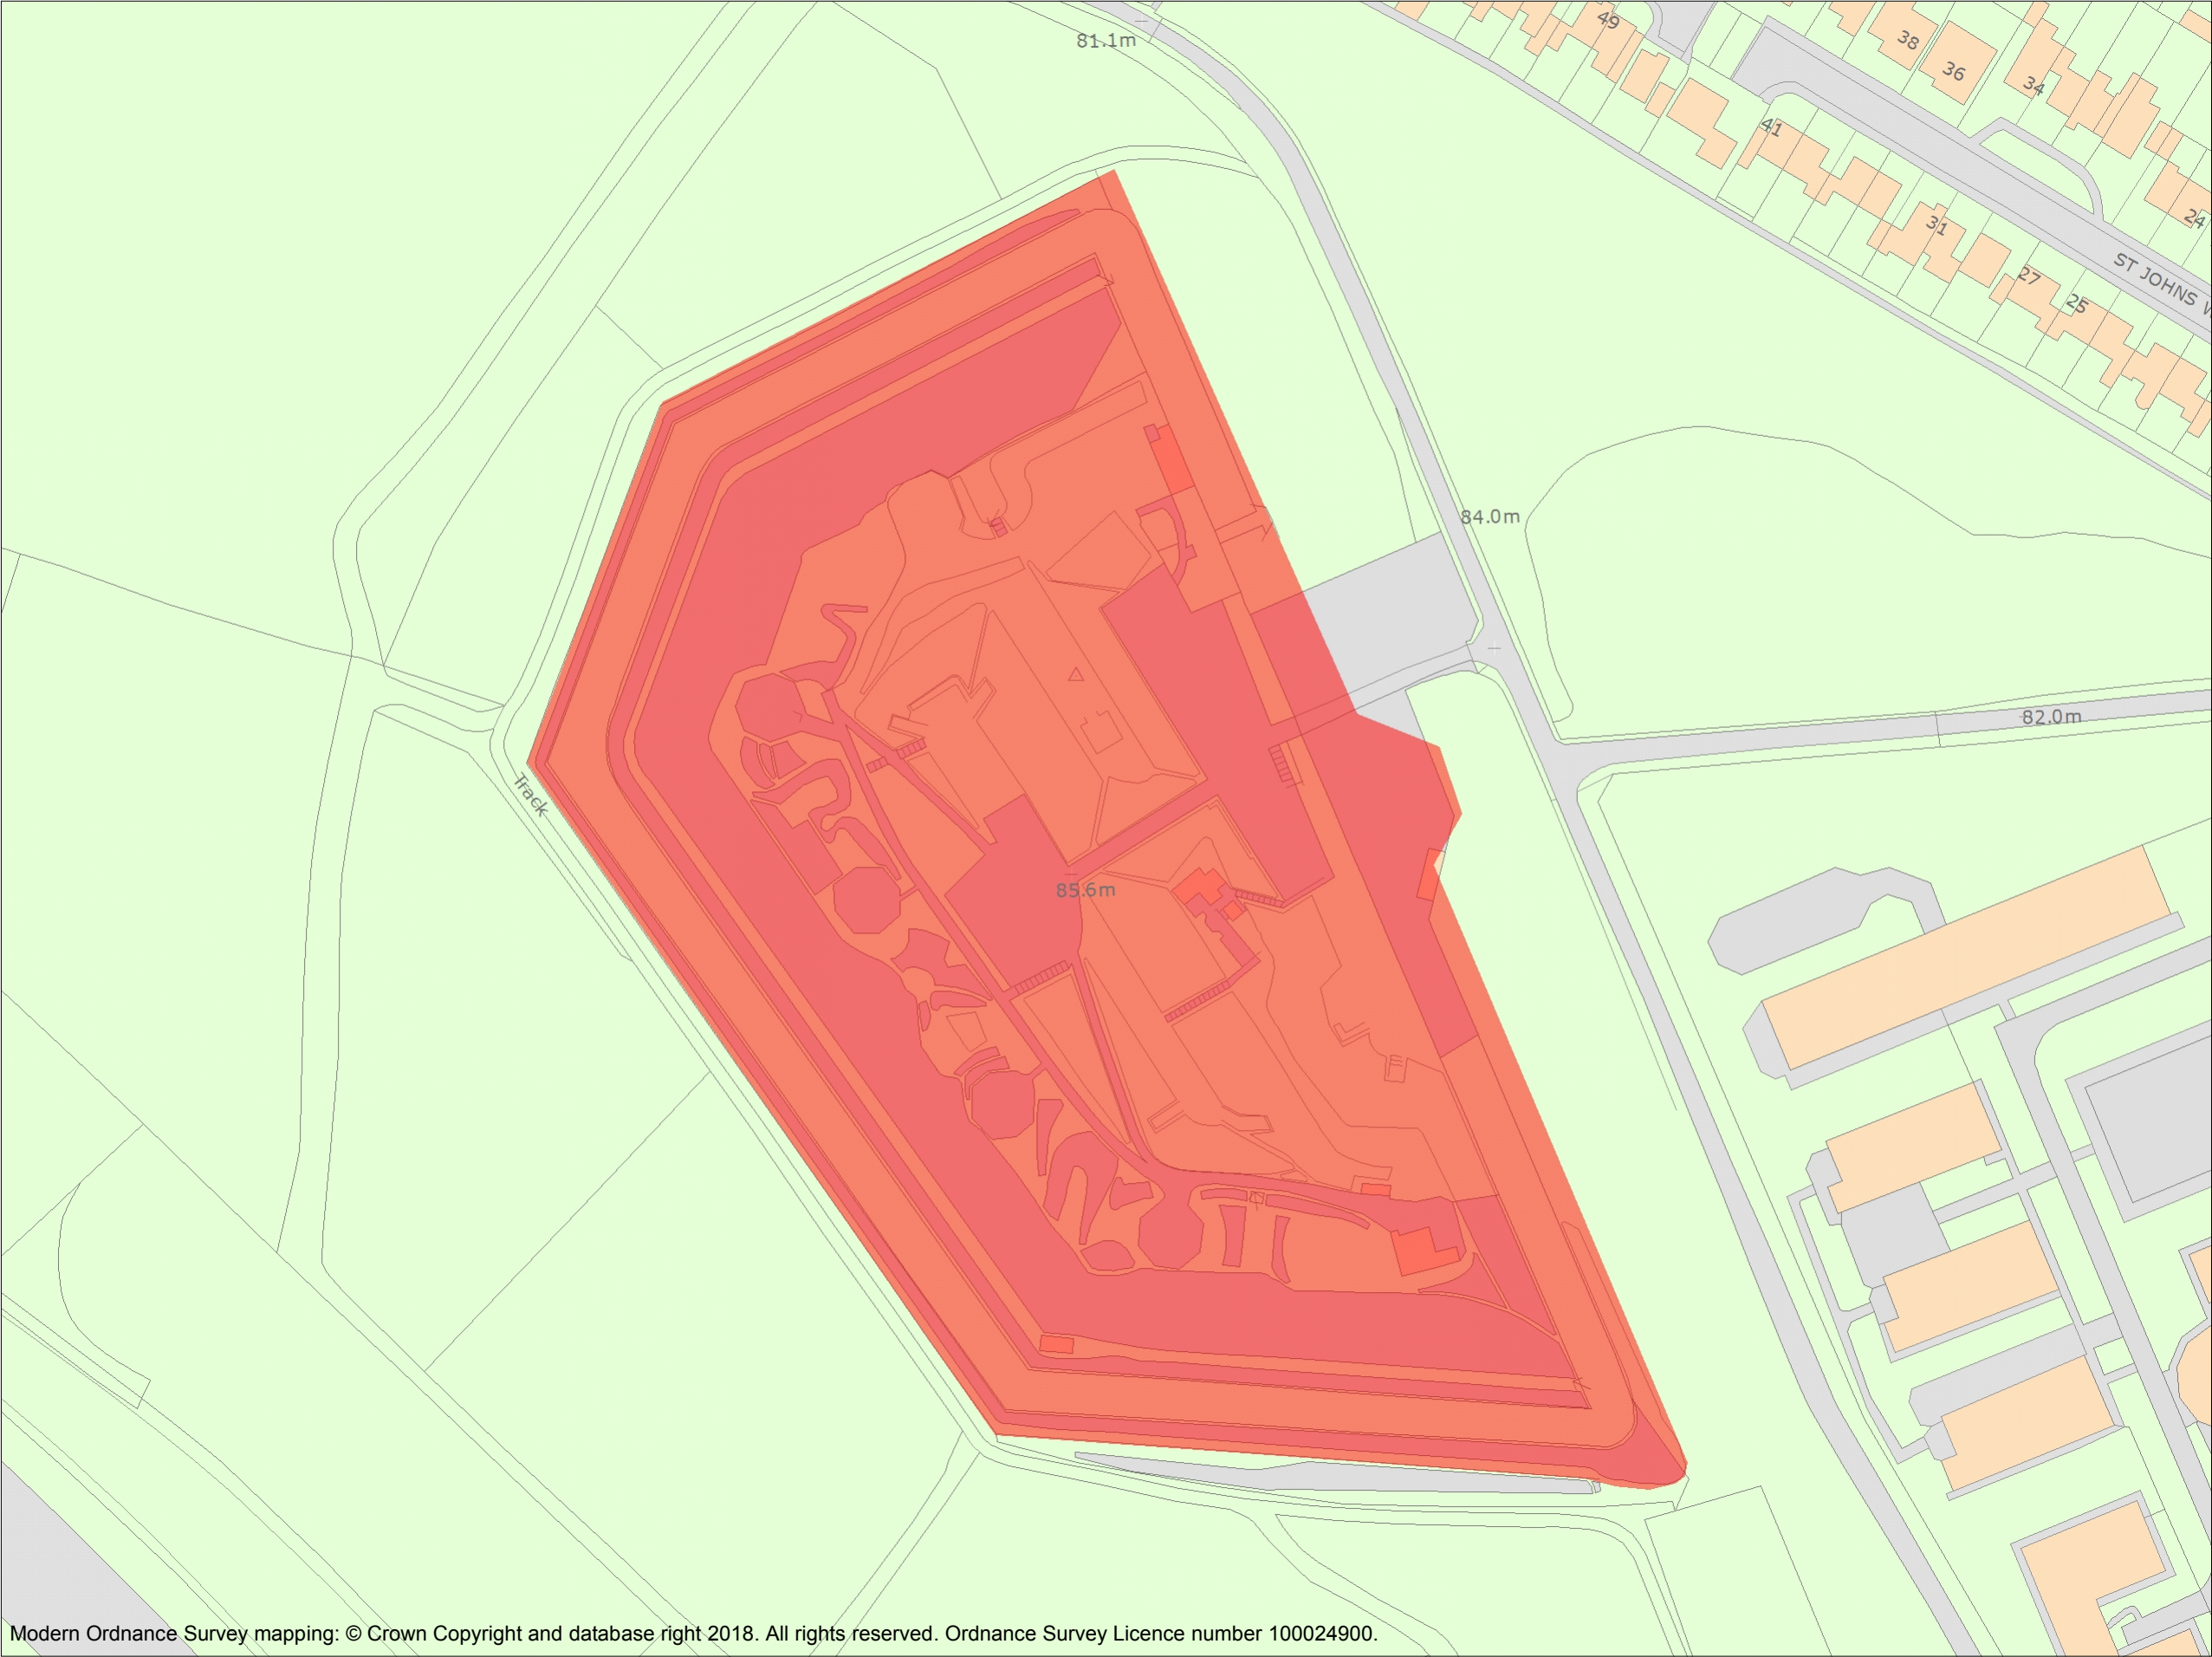 81.1m
49
38
36
34
41
24
31
27
25
ST JOHNS
84.0m
82.0m
Track
85.6m
Modern Ordnance Survey mapping: © Crown Copyright and database right 2018. All rights reserved. Ordnance Survey Licence number 100024900.